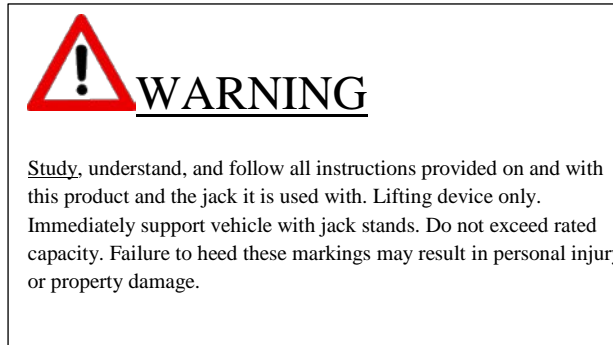 WARNING
Study, understand, and follow all instructions provided on and with
this product and the jack it is used with. Lifting device only.
Immediately support vehicle with jack stands. Do not exceed rated
capacity. Failure to heed these markings may result in personal injury
or property damage.